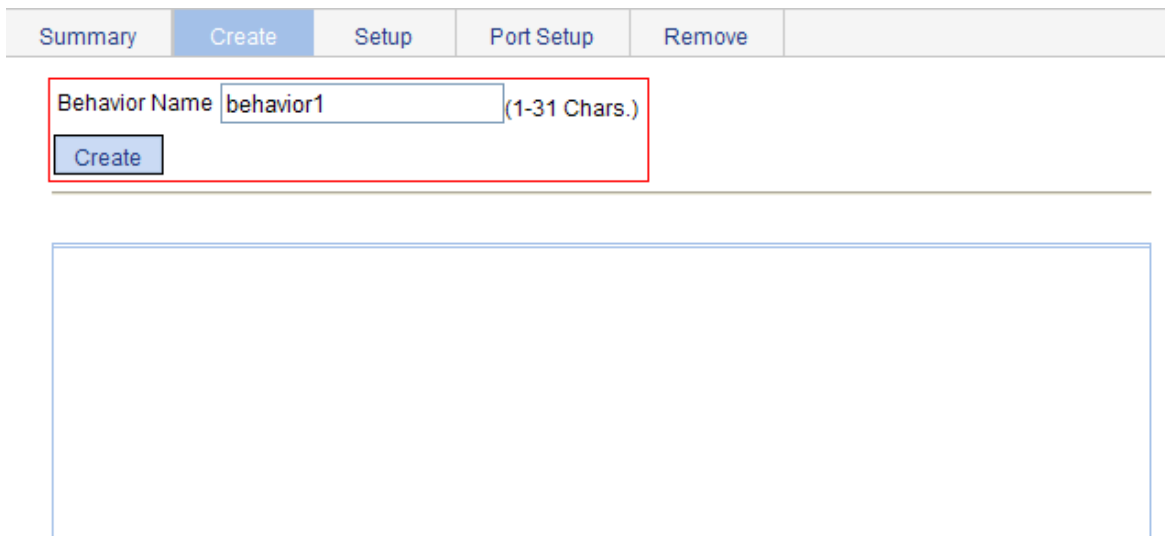 Summary Create Setup Port Setup Remove
Behavior Name behavior1 (1-31 Chars.)
Create